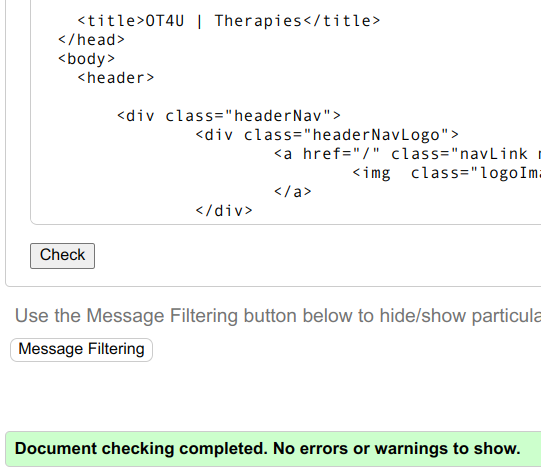 <title>OT4U | Therapies</title>
</head>
<body>
<header>
<div class="headerNav">
<div class="headerNavLogo">
<a href="/" class="navLink
<img class="logoIma
</a>
</div>
Check
Use the Message Filtering button below to hide/show particula
Message Filtering
Document checking completed. No errors or warnings to show.